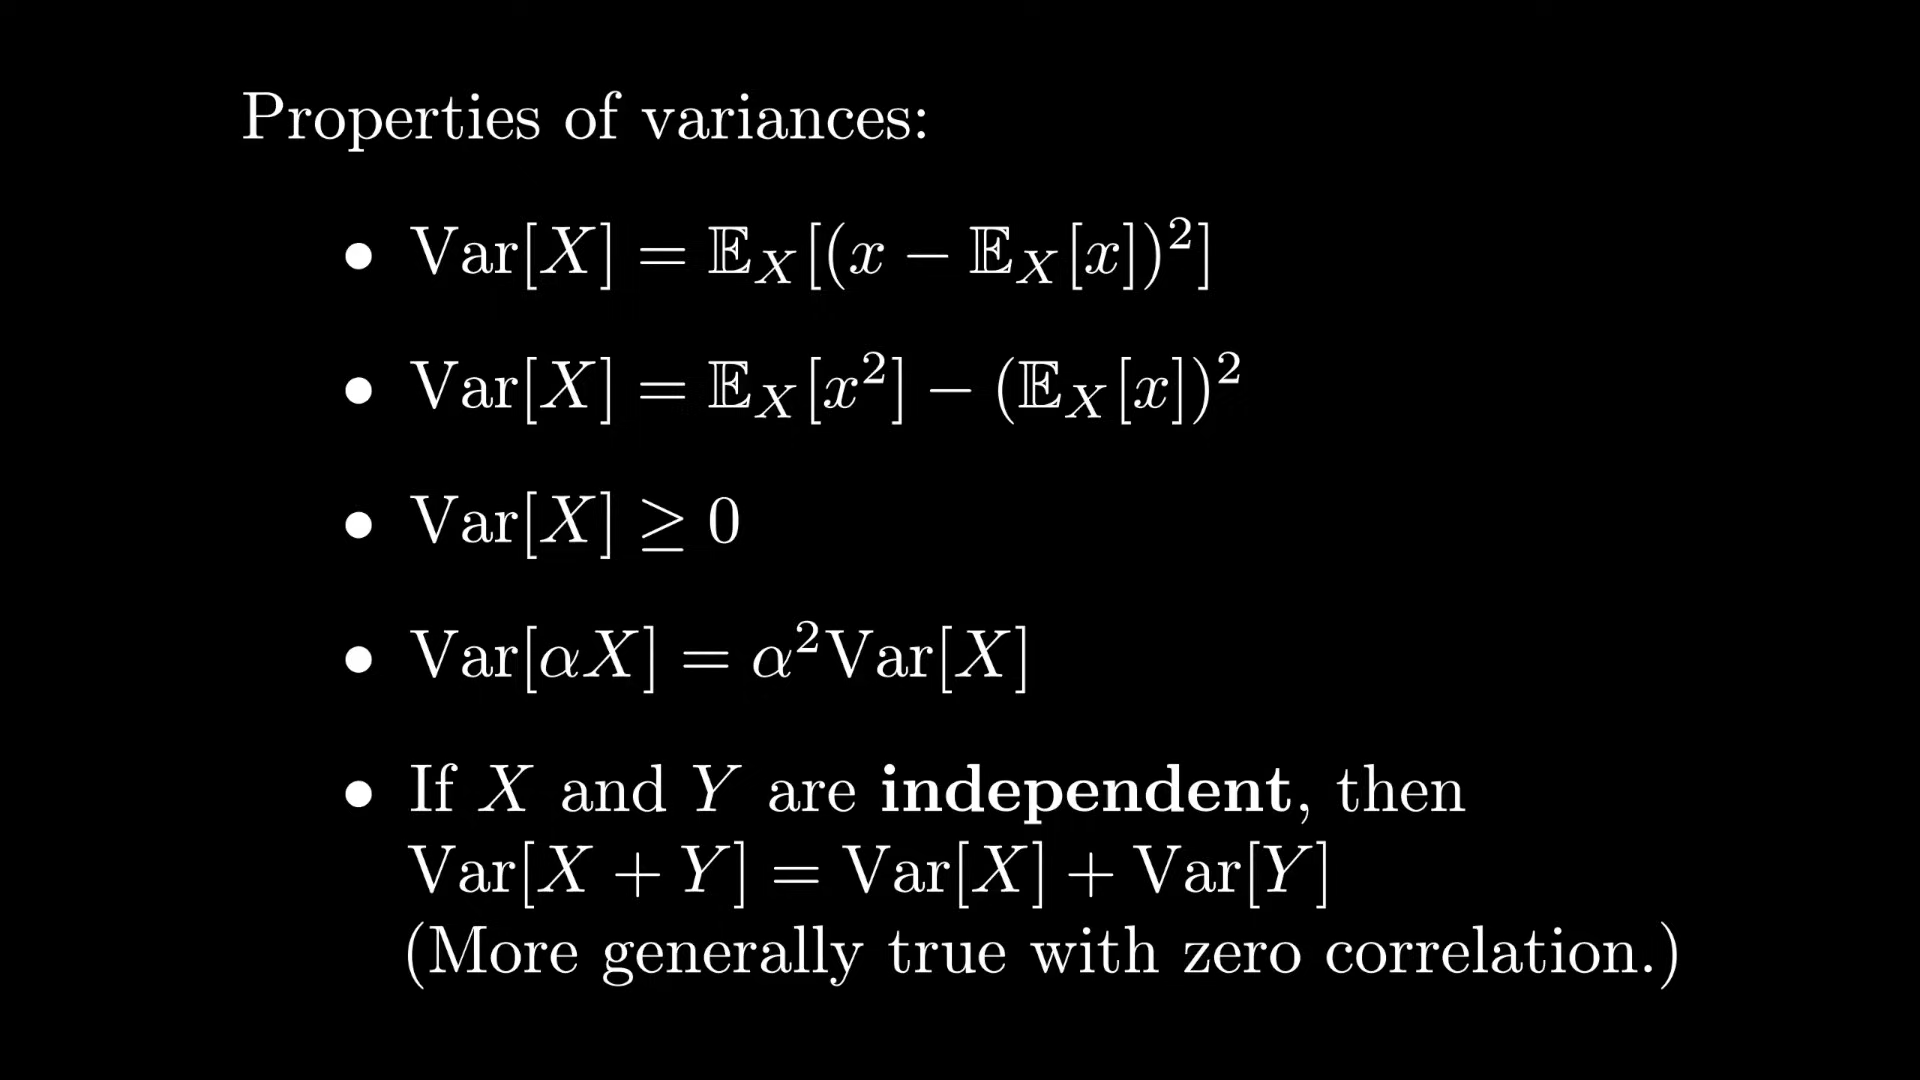 Properties of variances:
• Var[X] = 𝔼_X[(x − 𝔼_X[x])²]
• Var[X] = 𝔼_X[x²] − (𝔼_X[x])²
• Var[X] ≥ 0
• Var[αX] = α²Var[X]
• If X and Y are independent, then
Var[X + Y] = Var[X] + Var[Y]
(More generally true with zero correlation.)